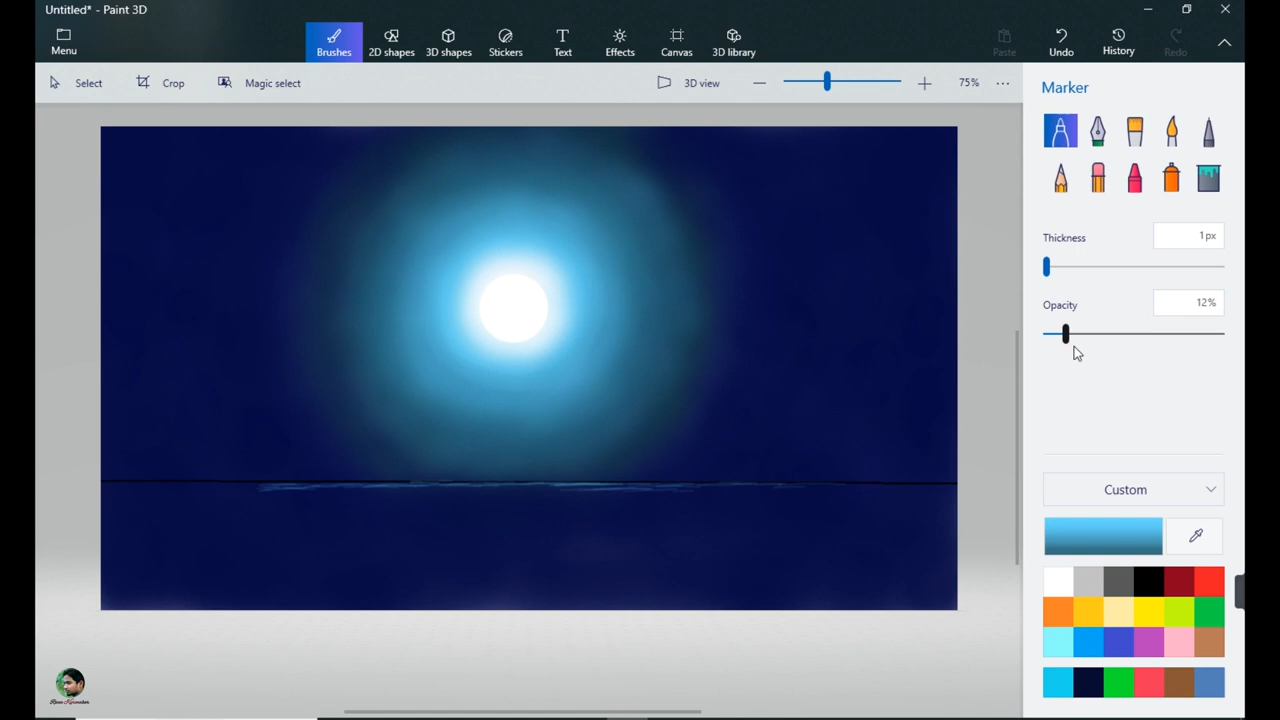 Untitled* - Paint 3D
Menu
Brushes
2D shapes
3D shapes
Stickers
Text
Effects
Canvas
3D library
Paste
Undo
History
Redo
Select
Crop
Magic select
3D view
75%
Marker
Thickness
1px
Opacity
12%
Custom